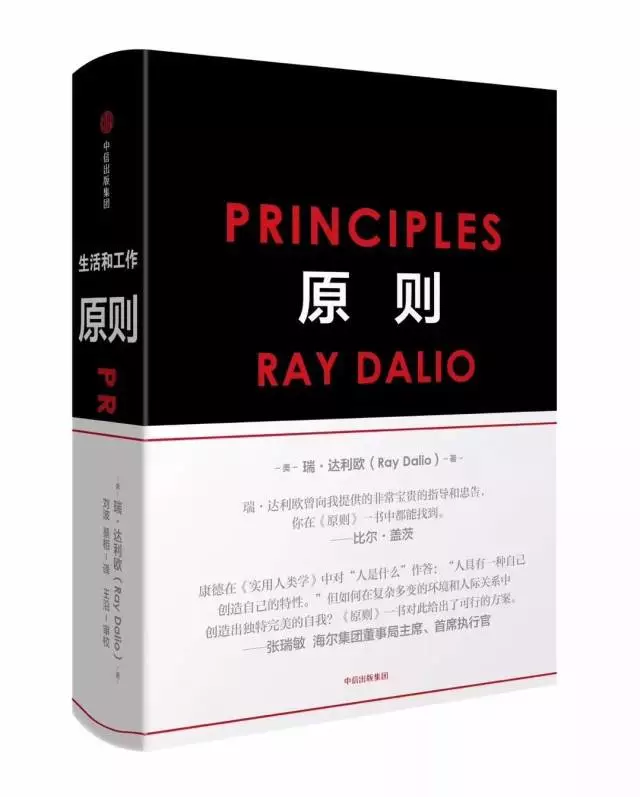 中信出版集团
生活和工作
原则
PR
[美] 瑞·达利欧(Ray Dalio) 著
刘波 綦相 译 王沿 审校
PRINCIPLES
原则
RAY DALIO
—美— 瑞·达利欧(Ray Dalio)—著—
瑞·达利欧曾向我提供的非常宝贵的指导和忠告,
你在《原则》一书中都能找到。
——比尔·盖茨
康德在《实用人类学》中对“人是什么”作答:“人具有一种自己
创造自己的特性。”但如何在复杂多变的环境和人际关系中
创造出独特完美的自我?《原则》一书对此给出了可行的方案。
——张瑞敏 海尔集团董事局主席、首席执行官
中信出版集团